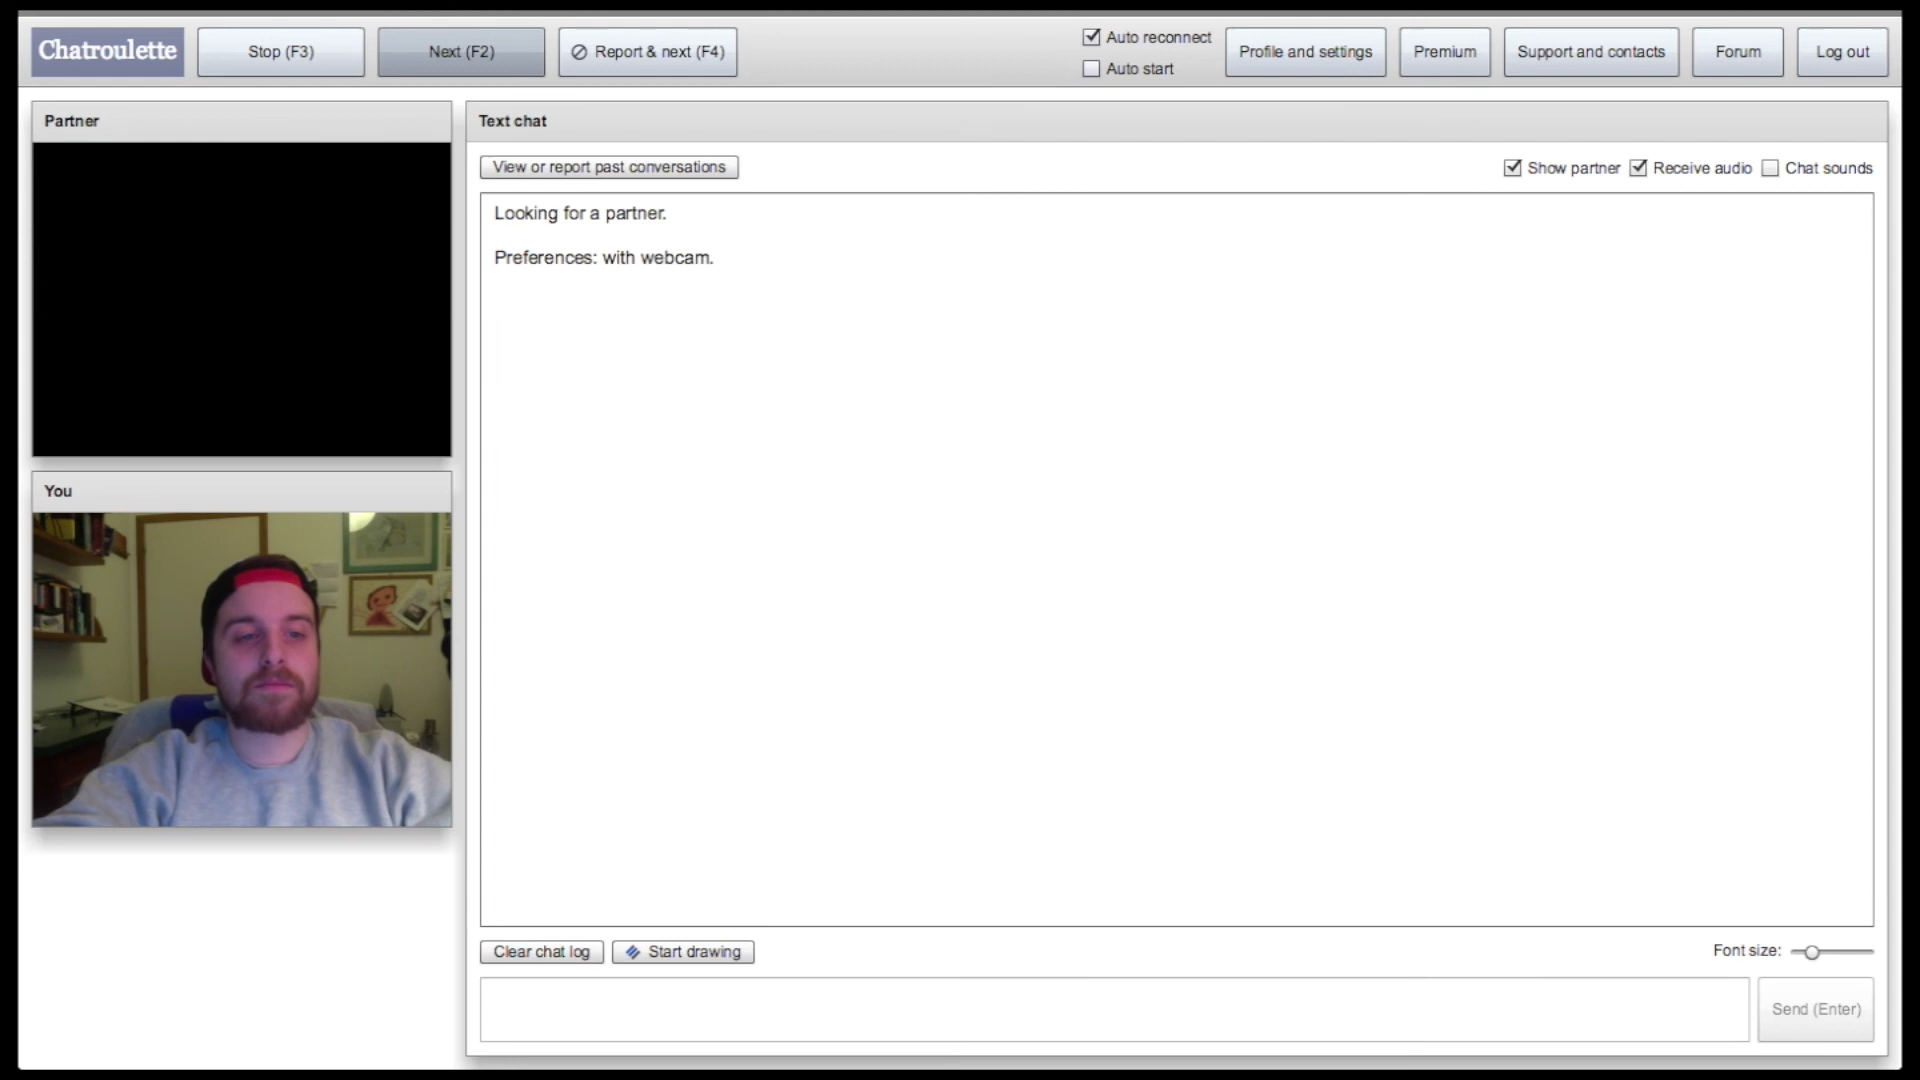 Chatroulette
Stop (F3)
Next (F2)
Report & next (F4)
Auto reconnect
Auto start
Profile and settings
Premium
Support and contacts
Forum
Log out
Partner
You
Text chat
View or report past conversations
Show partner
Receive audio
Chat sounds
Looking for a partner.
Preferences: with webcam.
Clear chat log
Start drawing
Font size:
Send (Enter)